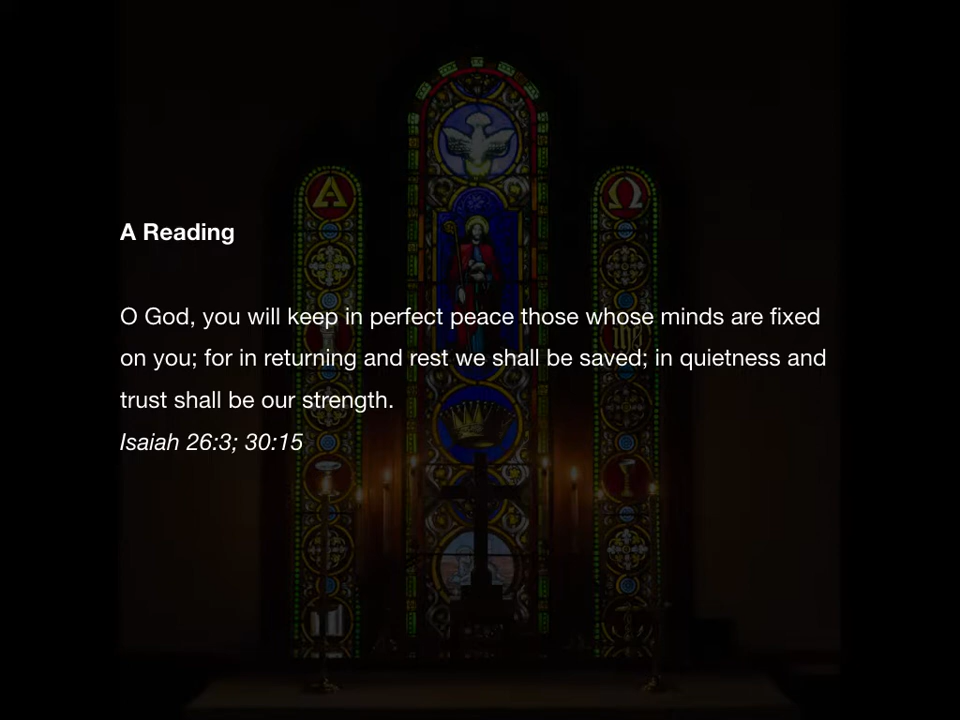 A Reading
O God, you will keep in perfect peace those whose minds are fixed
on you; for in returning and rest we shall be saved; in quietness and
trust shall be our strength.
Isaiah 26:3; 30:15
Α
Ω
IHS